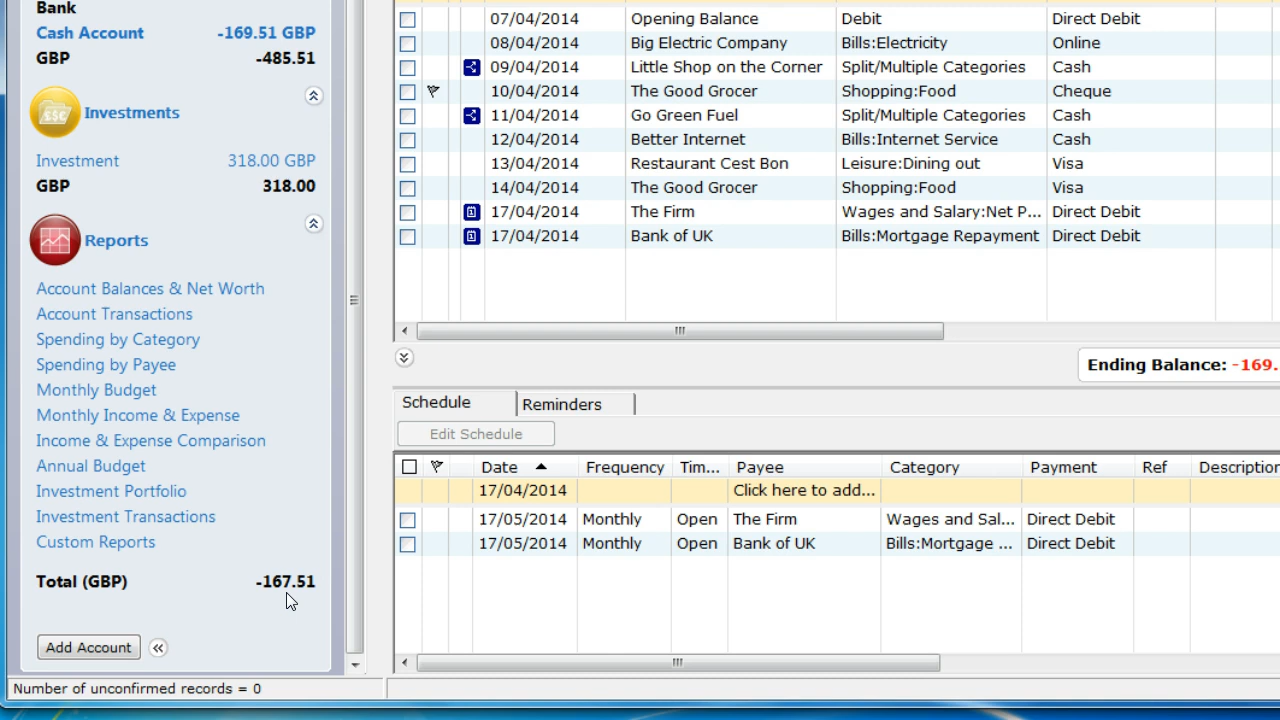 Bank
Cash Account -169.51 GBP
GBP -485.51
Investments
Investment 318.00 GBP
GBP 318.00
Reports
Account Balances & Net Worth
Account Transactions
Spending by Category
Spending by Payee
Monthly Budget
Monthly Income & Expense
Income & Expense Comparison
Annual Budget
Investment Portfolio
Investment Transactions
Custom Reports
Total (GBP) -167.51
Add Account
Number of unconfirmed records = 0
07/04/2014 Opening Balance Debit Direct Debit
08/04/2014 Big Electric Company Bills:Electricity Online
09/04/2014 Little Shop on the Corner Split/Multiple Categories Cash
10/04/2014 The Good Grocer Shopping:Food Cheque
11/04/2014 Go Green Fuel Split/Multiple Categories Cash
12/04/2014 Better Internet Bills:Internet Service Cash
13/04/2014 Restaurant Cest Bon Leisure:Dining out Visa
14/04/2014 The Good Grocer Shopping:Food Visa
17/04/2014 The Firm Wages and Salary:Net P... Direct Debit
17/04/2014 Bank of UK Bills:Mortgage Repayment Direct Debit
Ending Balance: -169.
Schedule Reminders
Edit Schedule
Date Frequency Tim... Payee Category Payment Ref Description
17/04/2014 Click here to add...
17/05/2014 Monthly Open The Firm Wages and Sal... Direct Debit
17/05/2014 Monthly Open Bank of UK Bills:Mortgage ... Direct Debit